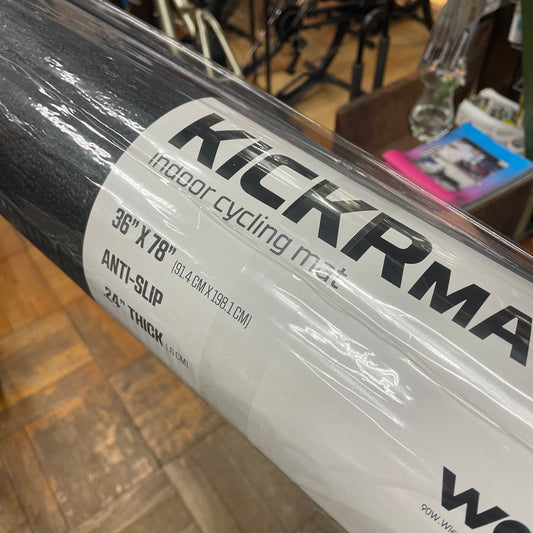 KICKRMA
indoor cycling mat
36" X 78"
(91.4 CM X 198.1 CM)
ANTI-SLIP
.24" THICK (.6 CM)